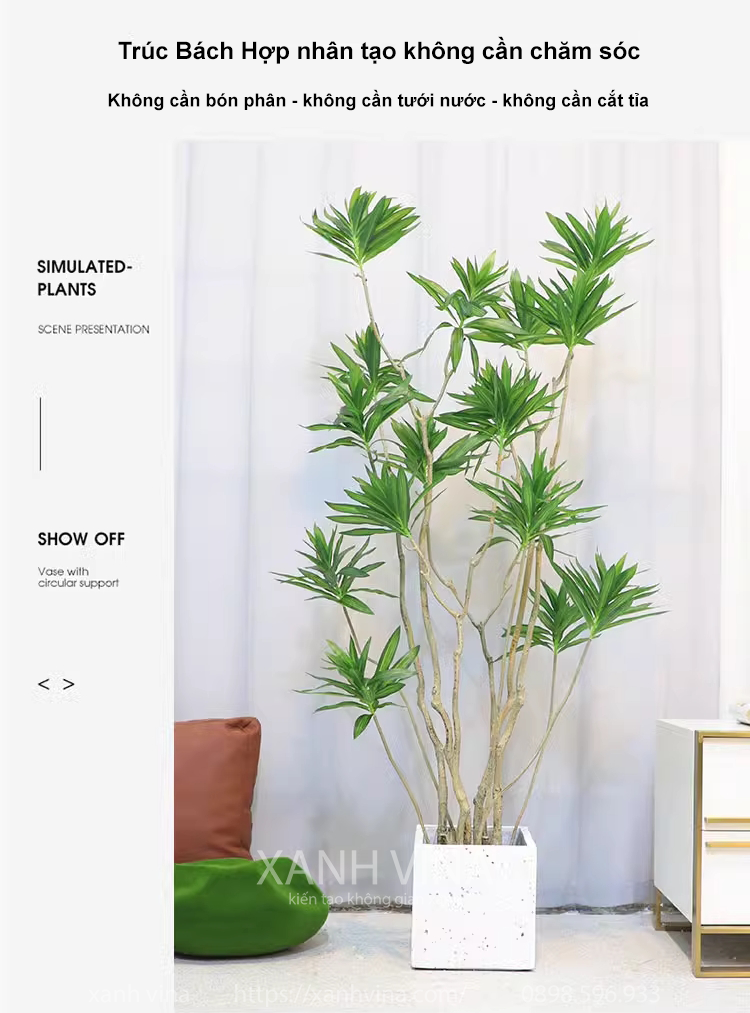 Trúc Bách Hợp nhân tạo không cần chăm sóc
Không cần bón phân - không cần tưới nước - không cần cắt tỉa
SIMULATED-
PLANTS
SCENE PRESENTATION
SHOW OFF
Vase with
circular support
< >
XANH VINA
kiến tạo không gian
xanh vina https://xanhvina.com/ 0898.596.933